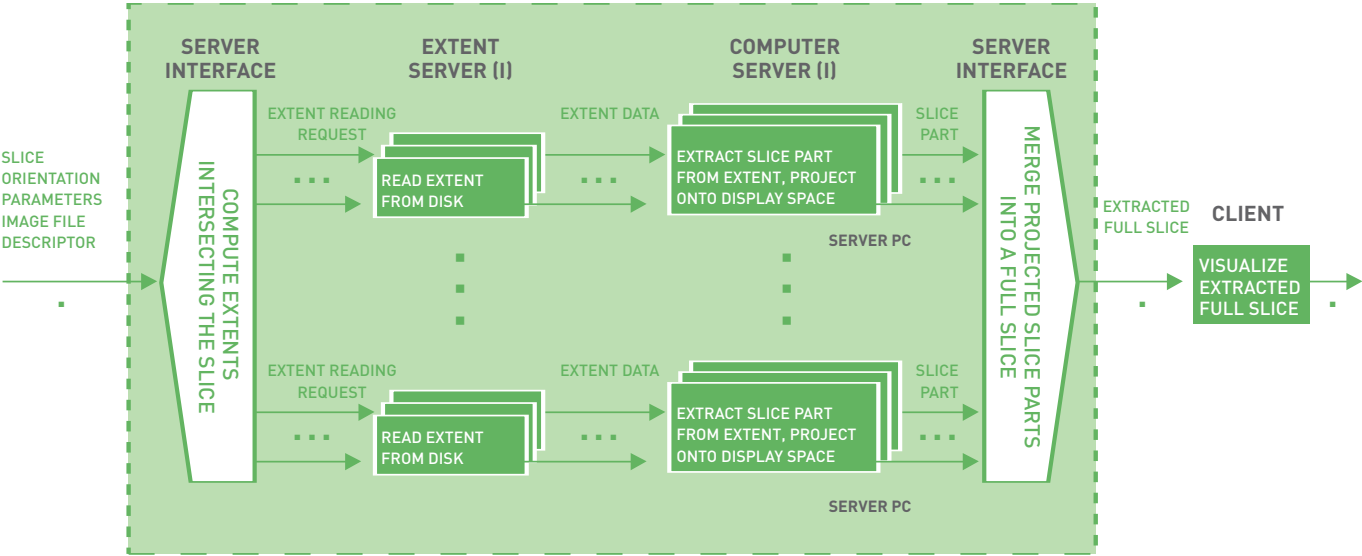 SERVER
INTERFACE
EXTENT
SERVER (I)
COMPUTER
SERVER (I)
SERVER
INTERFACE
SLICE
ORIENTATION
PARAMETERS
IMAGE FILE
DESCRIPTOR
COMPUTE EXTENTS
INTERSECTING THE SLICE
EXTENT READING
REQUEST
READ EXTENT
FROM DISK
EXTENT DATA
EXTRACT SLICE PART
FROM EXTENT, PROJECT
ONTO DISPLAY SPACE
SERVER PC
SLICE
PART
EXTENT READING
REQUEST
READ EXTENT
FROM DISK
EXTENT DATA
EXTRACT SLICE PART
FROM EXTENT, PROJECT
ONTO DISPLAY SPACE
SERVER PC
SLICE
PART
MERGE PROJECTED SLICE PARTS
INTO A FULL SLICE
EXTRACTED
FULL SLICE
CLIENT
VISUALIZE
EXTRACTED
FULL SLICE